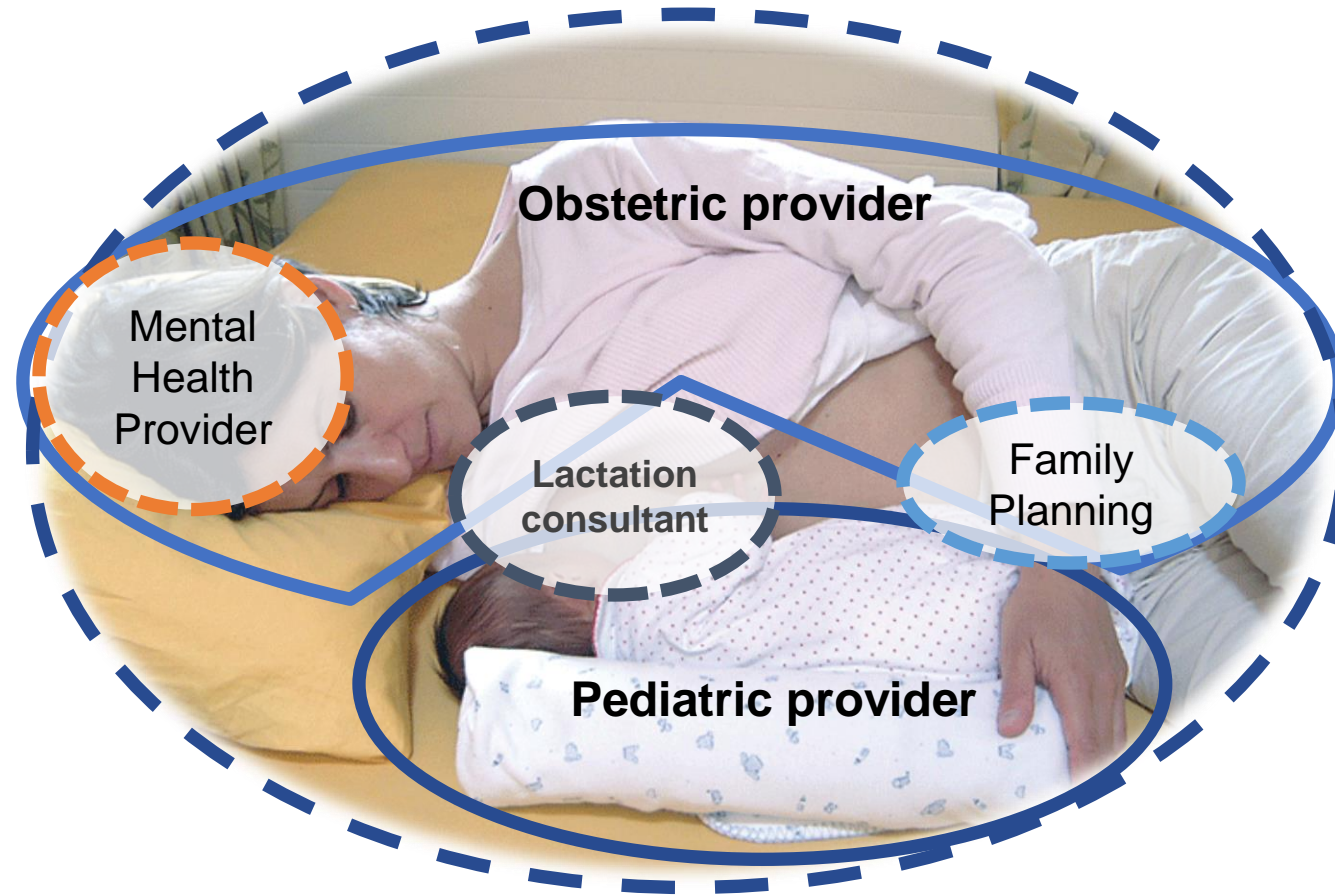 Obstetric provider
Mental
Health
Provider
Lactation
consultant
Family
Planning
Pediatric provider